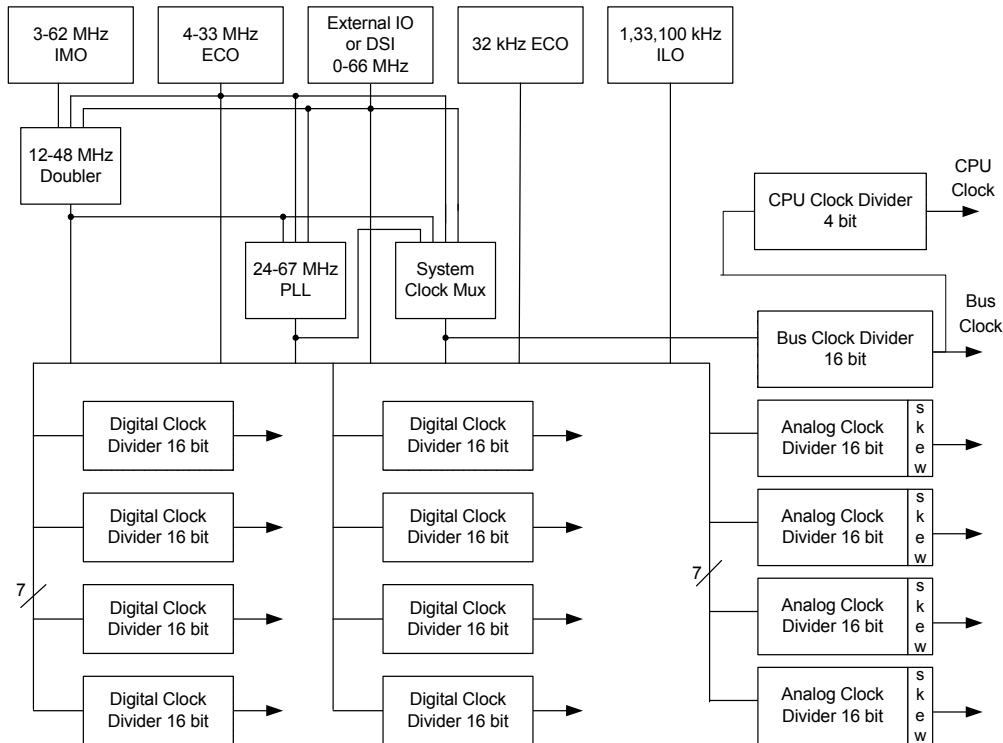 3-62 MHz
IMO
4-33 MHz
ECO
External IO
or DSI
0-66 MHz
32 kHz ECO
1,33,100 kHz
ILO
12-48 MHz
Doubler
24-67 MHz
PLL
System
Clock Mux
CPU Clock Divider
4 bit
CPU
Clock
Bus Clock Divider
16 bit
Bus
Clock
Digital Clock
Divider 16 bit
Digital Clock
Divider 16 bit
Analog Clock
Divider 16 bit
s
k
e
w
Digital Clock
Divider 16 bit
Digital Clock
Divider 16 bit
Analog Clock
Divider 16 bit
s
k
e
w
7
7
Digital Clock
Divider 16 bit
Digital Clock
Divider 16 bit
Analog Clock
Divider 16 bit
s
k
e
w
Digital Clock
Divider 16 bit
Digital Clock
Divider 16 bit
Analog Clock
Divider 16 bit
s
k
e
w